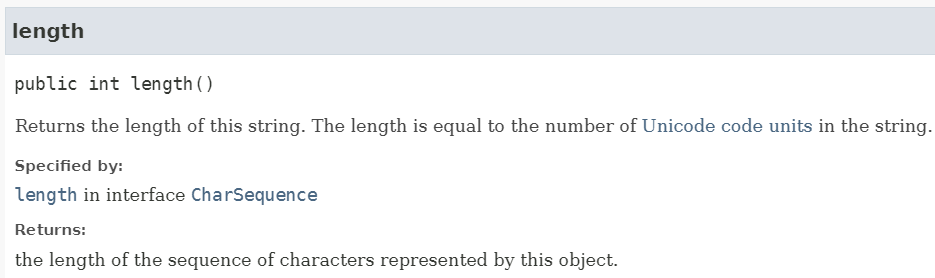 length
public int length()
Returns the length of this string. The length is equal to the number of Unicode code units in the string.
Specified by:
length in interface CharSequence
Returns:
the length of the sequence of characters represented by this object.